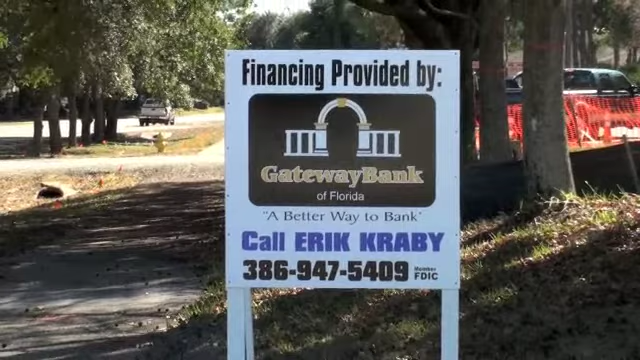 Financing Provided by:
GatewayBank
of Florida
"A Better Way to Bank"
Call ERIK KRABY
386-947-5409 Member
FDIC